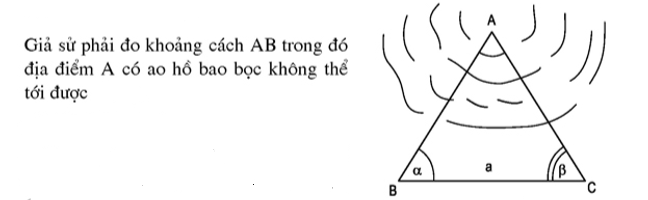 Giả sử phải đo khoảng cách AB trong đó
địa điểm A có ao hồ bao bọc không thể
tới được
A
α
a
β
B
C